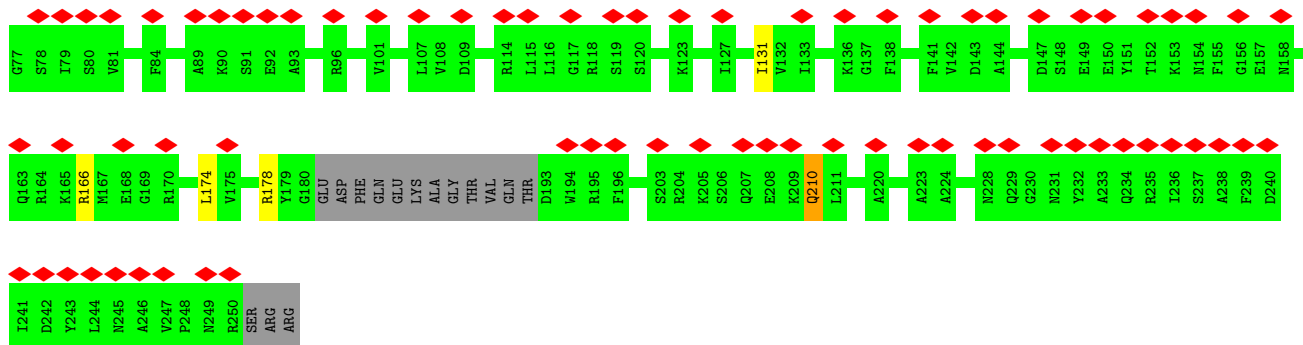 G77 S78 I79 S80 V81 F84 A89 K90 S91 E92 A93 R96 V101 L107 V108 D109 R114 L115 L116 G117 R118 S119 S120 K123 I127 I131 V132 I133 K136 G137 F138 F141 V142 D143 A144 D147 S148 E149 E150 Y151 T152 K153 N154 F155 G156 E157 N158
Q163 R164 K165 M167 R166 E168 G169 R170 L174 V175 R178 Y179 G180 GLU ASP PHE GLN GLU LYS ALA GLY THR VAL GLN THR D193 W194 R195 F196 S203 R204 K205 S206 Q207 E208 K209 Q210 L211 A220 A223 A224 N228 Q229 G230 N231 Y232 A233 Q234 R235 I236 S237 A238 F239 D240
I241 D242 Y243 L244 N245 A246 V247 P248 N249 R250 SER ARG ARG